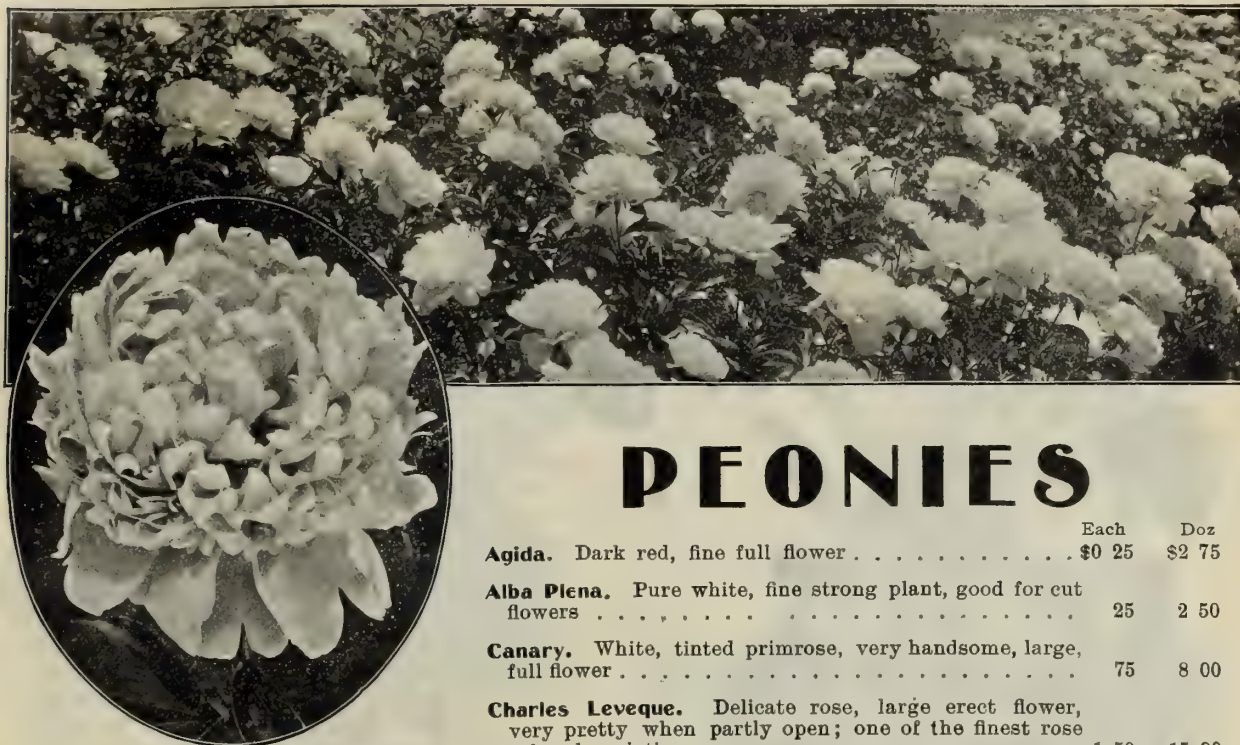 PEONIES
Each Doz
Agida. Dark red, fine full flower . . . . . . . . . . . $0 25 $2 75
Alba Plena. Pure white, fine strong plant, good for cut
flowers . . . . . . . . . . . . . . . . . . . . . . 25 2 50
Canary. White, tinted primrose, very handsome, large,
full flower . . . . . . . . . . . . . . . . . . . . . 75 8 00
Charles Leveque. Delicate rose, large erect flower,
very pretty when partly open; one of the finest rose